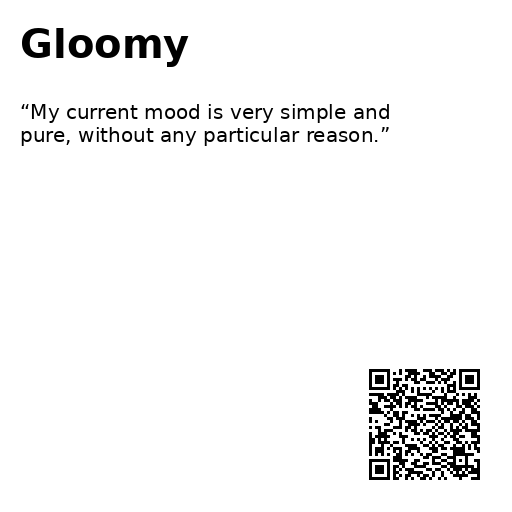 Gloomy
“My current mood is very simple and
pure, without any particular reason.”